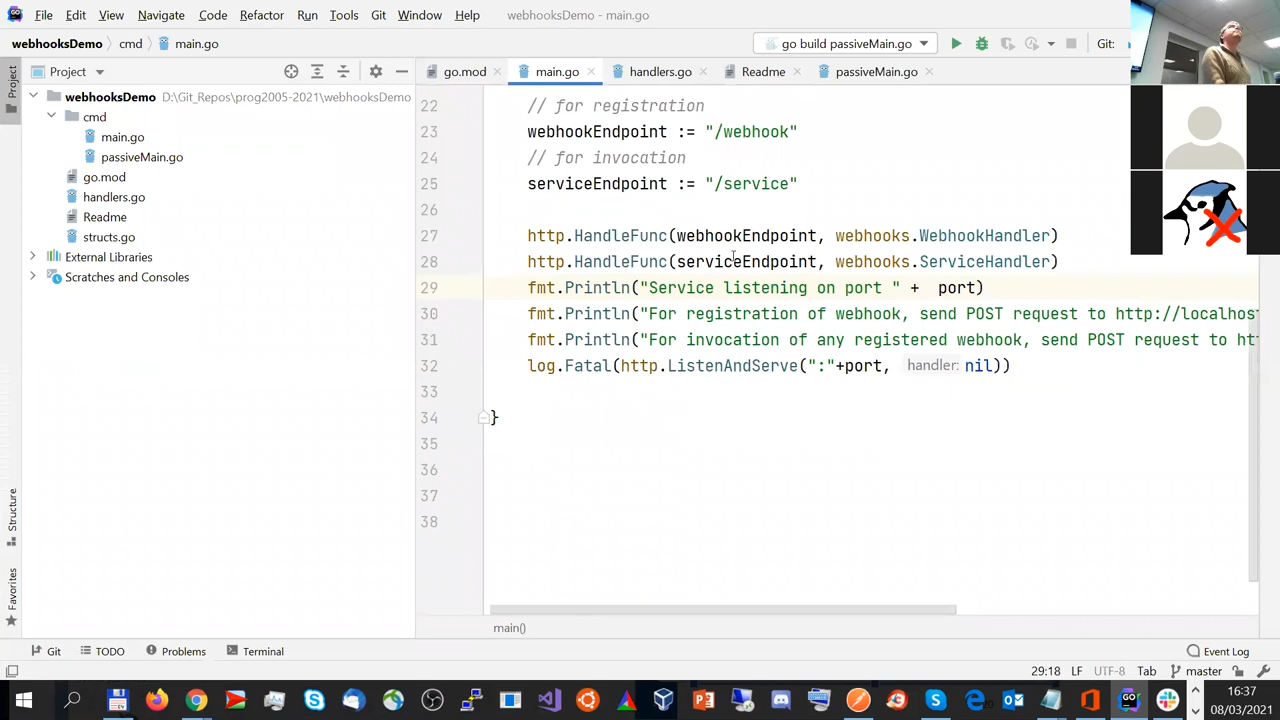 File Edit View Navigate Code Refactor Run Tools Git Window Help webhooksDemo - main.go
webhooksDemo cmd main.go go build passiveMain.go Git:
Project go.mod main.go handlers.go Readme passiveMain.go
Project
webhooksDemo D:\Git_Repos\prog2005-2021\webhooksDemo
cmd
main.go
passiveMain.go
go.mod
handlers.go
Readme
structs.go
External Libraries
Scratches and Consoles
Structure
Favorites
22 // for registration
23 webhookEndpoint := "/webhook"
24 // for invocation
25 serviceEndpoint := "/service"
26
27 http.HandleFunc(webhookEndpoint, webhooks.WebhookHandler)
28 http.HandleFunc(serviceEndpoint, webhooks.ServiceHandler)
29 fmt.Println("Service listening on port " + port)
30 fmt.Println("For registration of webhook, send POST request to http://localhost
31 fmt.Println("For invocation of any registered webhook, send POST request to ht
32 log.Fatal(http.ListenAndServe(":"+port, handler: nil))
33
34 }
35
36
37
38
main()
Git TODO Problems Terminal Event Log
29:18 LF UTF-8 Tab master
16:37
08/03/2021